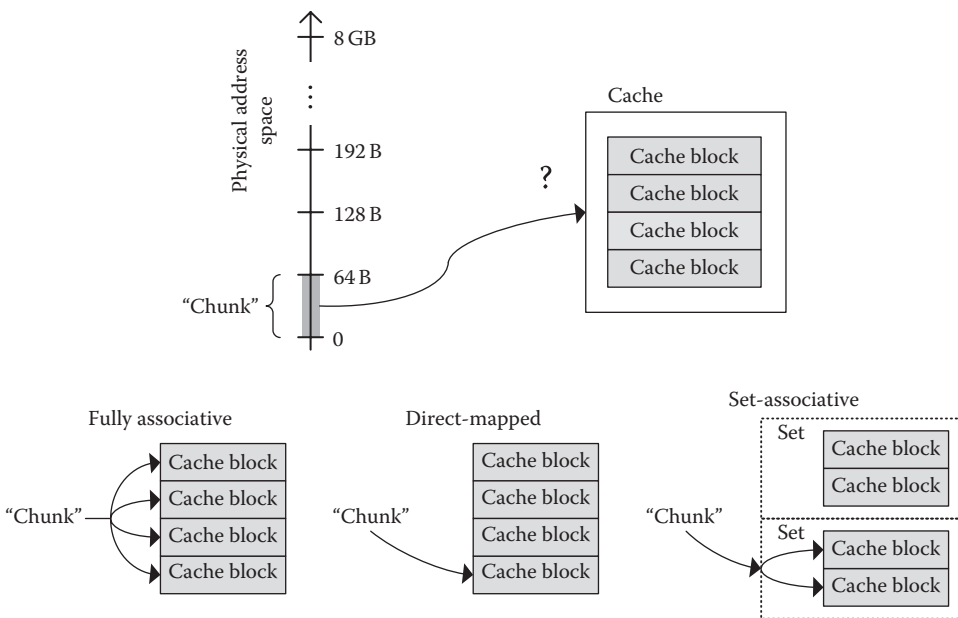 8 GB
Physical address
space
...
192 B
128 B
64 B
"Chunk"
0
?
Cache
Cache block
Cache block
Cache block
Cache block
Fully associative
"Chunk"
Cache block
Cache block
Cache block
Cache block
Direct-mapped
"Chunk"
Cache block
Cache block
Cache block
Cache block
Set-associative
"Chunk"
Set
Cache block
Cache block
Set
Cache block
Cache block